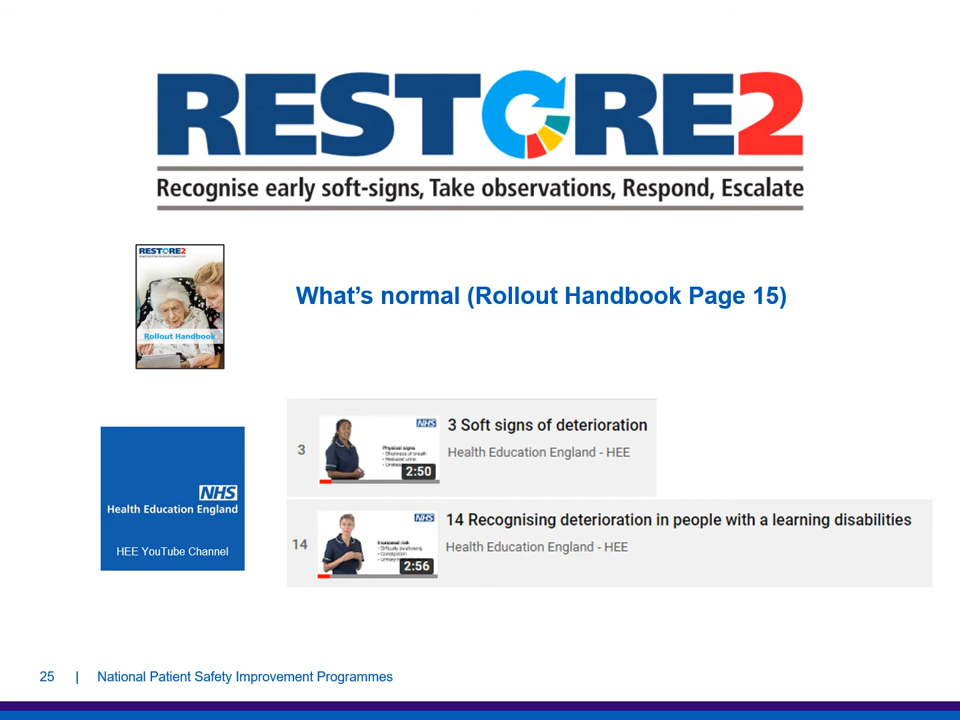 RESTORE2
Recognise early soft-signs, Take observations, Respond, Escalate
RESTORE2
Rollout Handbook
What's normal (Rollout Handbook Page 15)
3
NHS
Physical signs
2:50
3 Soft signs of deterioration
Health Education England - HEE
NHS
Health Education England
HEE YouTube Channel
14
NHS
Increased risk
• Difficulty swallowing
• Constipation
2:56
14 Recognising deterioration in people with a learning disabilities
Health Education England - HEE
25 | National Patient Safety Improvement Programmes